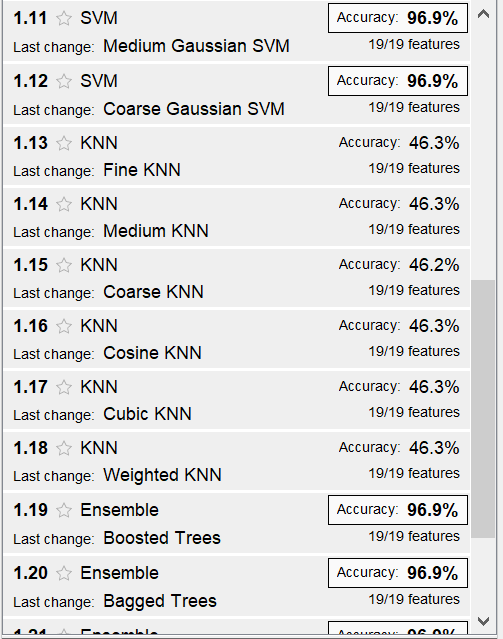 1.11 ☆ SVM Accuracy: 96.9%
Last change: Medium Gaussian SVM 19/19 features
1.12 ☆ SVM Accuracy: 96.9%
Last change: Coarse Gaussian SVM 19/19 features
1.13 ☆ KNN Accuracy: 46.3%
Last change: Fine KNN 19/19 features
1.14 ☆ KNN Accuracy: 46.3%
Last change: Medium KNN 19/19 features
1.15 ☆ KNN Accuracy: 46.2%
Last change: Coarse KNN 19/19 features
1.16 ☆ KNN Accuracy: 46.3%
Last change: Cosine KNN 19/19 features
1.17 ☆ KNN Accuracy: 46.3%
Last change: Cubic KNN 19/19 features
1.18 ☆ KNN Accuracy: 46.3%
Last change: Weighted KNN 19/19 features
1.19 ☆ Ensemble Accuracy: 96.9%
Last change: Boosted Trees 19/19 features
1.20 ☆ Ensemble Accuracy: 96.9%
Last change: Bagged Trees 19/19 features
1.21 ☆ Ensemble Accuracy: 96.9%